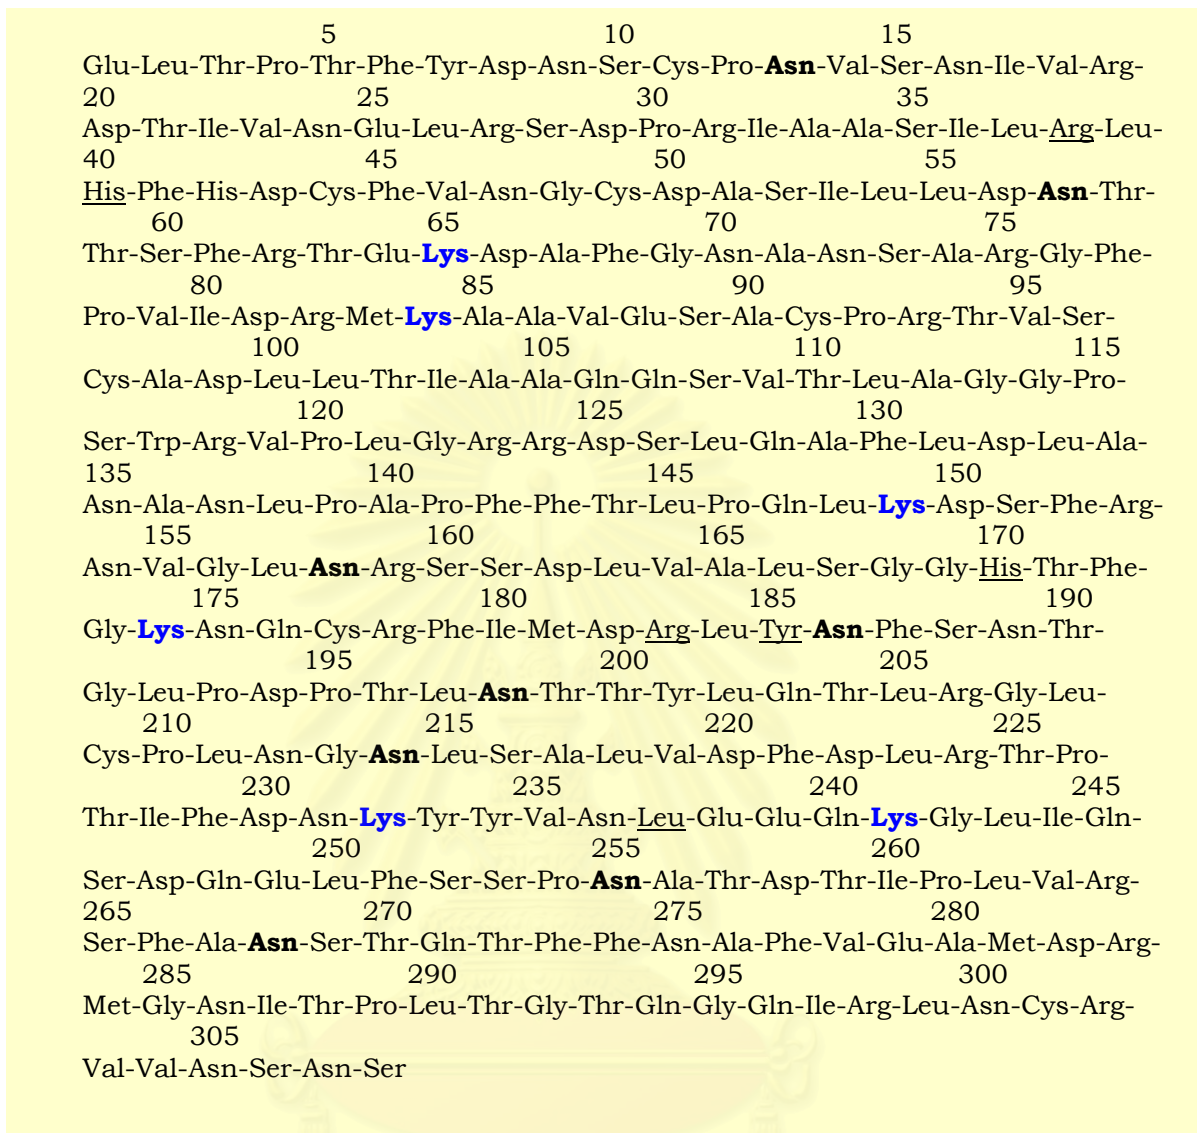 5 10 15
Glu-Leu-Thr-Pro-Thr-Phe-Tyr-Asp-Asn-Ser-Cys-Pro-Asn-Val-Ser-Asn-Ile-Val-Arg-
20 25 30 35
Asp-Thr-Ile-Val-Asn-Glu-Leu-Arg-Ser-Asp-Pro-Arg-Ile-Ala-Ala-Ser-Ile-Leu-Arg-Leu-
40 45 50 55
His-Phe-His-Asp-Cys-Phe-Val-Asn-Gly-Cys-Asp-Ala-Ser-Ile-Leu-Leu-Asp-Asn-Thr-
60 65 70 75
Thr-Ser-Phe-Arg-Thr-Glu-Lys-Asp-Ala-Phe-Gly-Asn-Ala-Asn-Ser-Ala-Arg-Gly-Phe-
80 85 90 95
Pro-Val-Ile-Asp-Arg-Met-Lys-Ala-Ala-Val-Glu-Ser-Ala-Cys-Pro-Arg-Thr-Val-Ser-
100 105 110 115
Cys-Ala-Asp-Leu-Leu-Thr-Ile-Ala-Ala-Gln-Gln-Ser-Val-Thr-Leu-Ala-Gly-Gly-Pro-
120 125 130
Ser-Trp-Arg-Val-Pro-Leu-Gly-Arg-Arg-Asp-Ser-Leu-Gln-Ala-Phe-Leu-Asp-Leu-Ala-
135 140 145 150
Asn-Ala-Asn-Leu-Pro-Ala-Pro-Phe-Phe-Thr-Leu-Pro-Gln-Leu-Lys-Asp-Ser-Phe-Arg-
155 160 165 170
Asn-Val-Gly-Leu-Asn-Arg-Ser-Ser-Asp-Leu-Val-Ala-Leu-Ser-Gly-Gly-His-Thr-Phe-
175 180 185 190
Gly-Lys-Asn-Gln-Cys-Arg-Phe-Ile-Met-Asp-Arg-Leu-Tyr-Asn-Phe-Ser-Asn-Thr-
195 200 205
Gly-Leu-Pro-Asp-Pro-Thr-Leu-Asn-Thr-Thr-Tyr-Leu-Gln-Thr-Leu-Arg-Gly-Leu-
210 215 220 225
Cys-Pro-Leu-Asn-Gly-Asn-Leu-Ser-Ala-Leu-Val-Asp-Phe-Asp-Leu-Arg-Thr-Pro-
230 235 240 245
Thr-Ile-Phe-Asp-Asn-Lys-Tyr-Tyr-Val-Asn-Leu-Glu-Glu-Gln-Lys-Gly-Leu-Ile-Gln-
250 255 260
Ser-Asp-Gln-Glu-Leu-Phe-Ser-Ser-Pro-Asn-Ala-Thr-Asp-Thr-Ile-Pro-Leu-Val-Arg-
265 270 275 280
Ser-Phe-Ala-Asn-Ser-Thr-Gln-Thr-Phe-Phe-Asn-Ala-Phe-Val-Glu-Ala-Met-Asp-Arg-
285 290 295 300
Met-Gly-Asn-Ile-Thr-Pro-Leu-Thr-Gly-Thr-Gln-Gly-Gln-Ile-Arg-Leu-Asn-Cys-Arg-
305
Val-Val-Asn-Ser-Asn-Ser